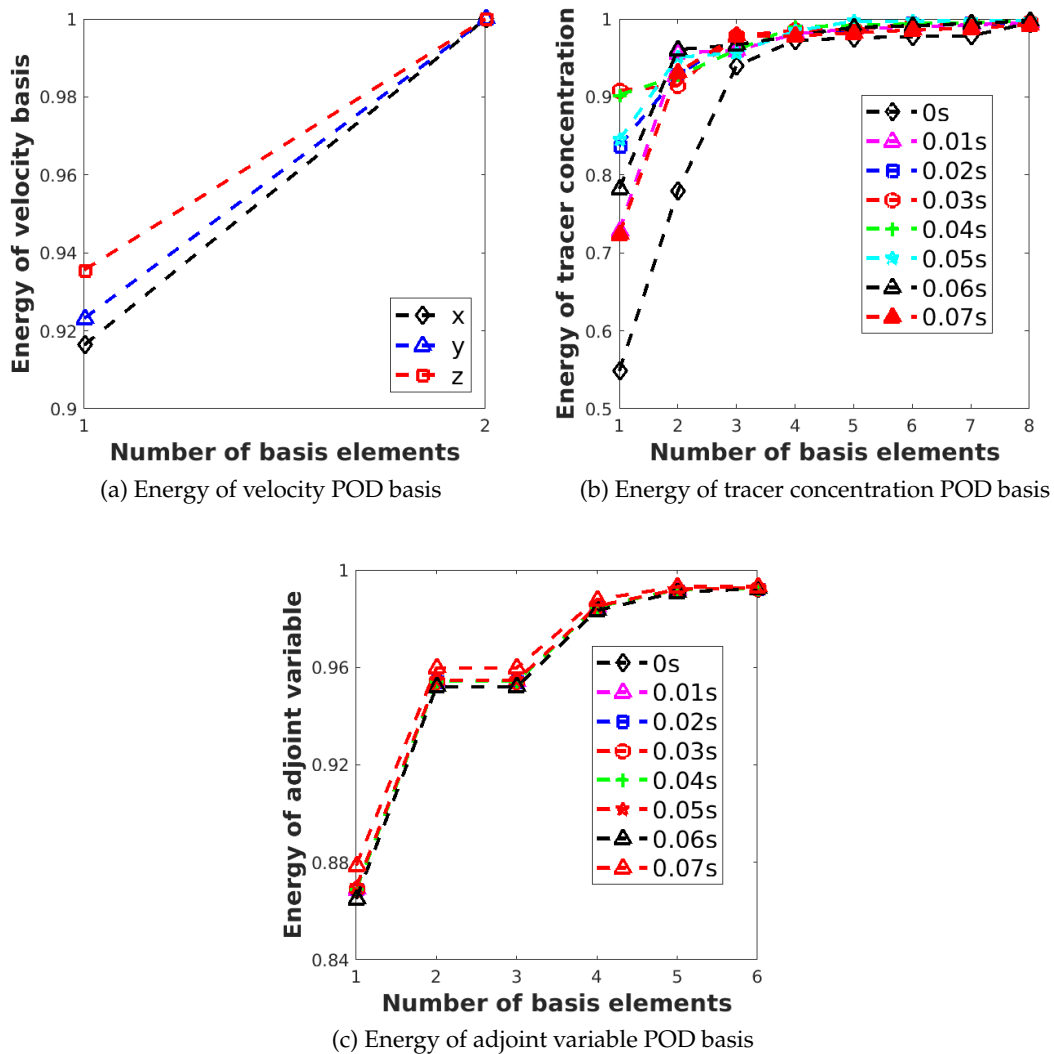 Energy of velocity basis
1
0.98
0.96
0.94
0.92
0.9
1
2
x
y
z
Number of basis elements
(a) Energy of velocity POD basis
Energy of tracer concentration
1
0.9
0.8
0.7
0.6
0.5
0s
0.01s
0.02s
0.03s
0.04s
0.05s
0.06s
0.07s
1 2 3 4 5 6 7 8
Number of basis elements
(b) Energy of tracer concentration POD basis
Energy of adjoint variable
1
0.96
0.92
0.88
0.84
0s
0.01s
0.02s
0.03s
0.04s
0.05s
0.06s
0.07s
1 2 3 4 5 6
Number of basis elements
(c) Energy of adjoint variable POD basis